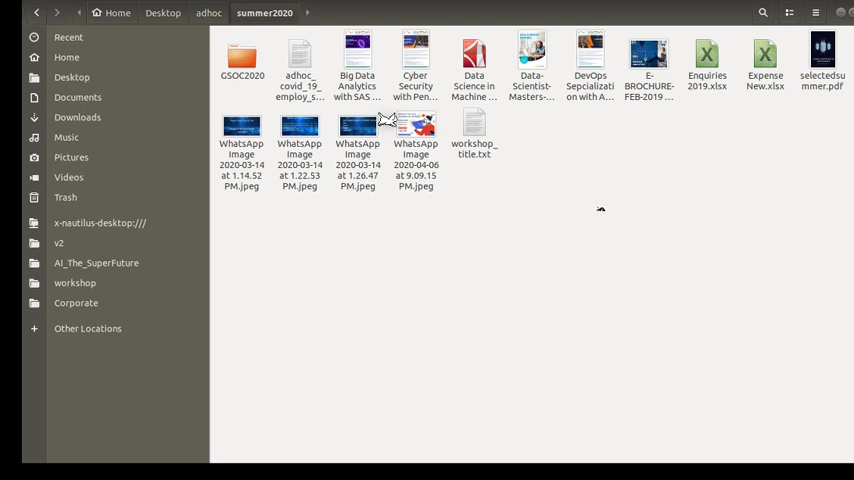 Home
Desktop
adhoc
summer2020
Recent
Home
Desktop
Documents
Downloads
Music
Pictures
Videos
Trash
x-nautilus-desktop:///
v2
AI_The_SuperFuture
workshop
Corporate
Other Locations
GSOC2020
adhoc_
covid_19_
employ_s...
Big Data
Analytics
with SAS ...
Cyber
Security
with Pen...
Data
Science in
Machine ...
Data-
Scientist-
Masters-...
DevOps
Sepcializati
on with A...
E-
BROCHURE-
FEB-2019 ...
Enquiries
2019.xlsx
Expense
New.xlsx
selectedsu
mmer.pdf
WhatsApp
Image
2020-03-14
at 1.14.52
PM.jpeg
WhatsApp
Image
2020-03-14
at 1.22.53
PM.jpeg
WhatsApp
Image
2020-03-14
at 1.26.47
PM.jpeg
WhatsApp
Image
2020-04-06
at 9.09.15
PM.jpeg
workshop_
title.txt